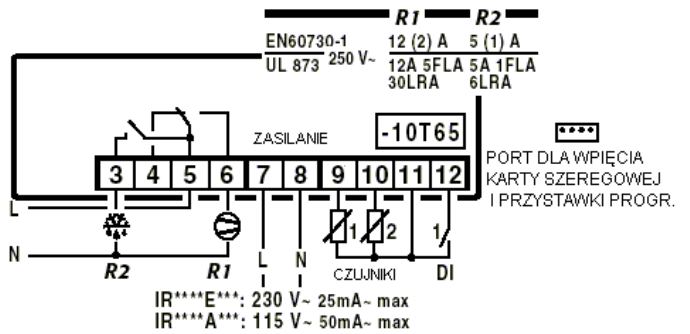 R1 R2
EN60730-1 12 (2) A 5 (1) A
UL 873 250 V~ 12A 5FLA 5A 1FLA
30LRA 6LRA
ZASILANIE -10T65
PORT DLA WPIĘCIA
KARTY SZEREGOWEJ
I PRZYSTAWKI PROGR.
3 4 5 6 7 8 9 10 11 12
L
1 2 1
N
R2 R1 L N CZUJNIKI DI
IR****E***: 230 V~ 25mA~ max
IR****A***: 115 V~ 50mA~ max